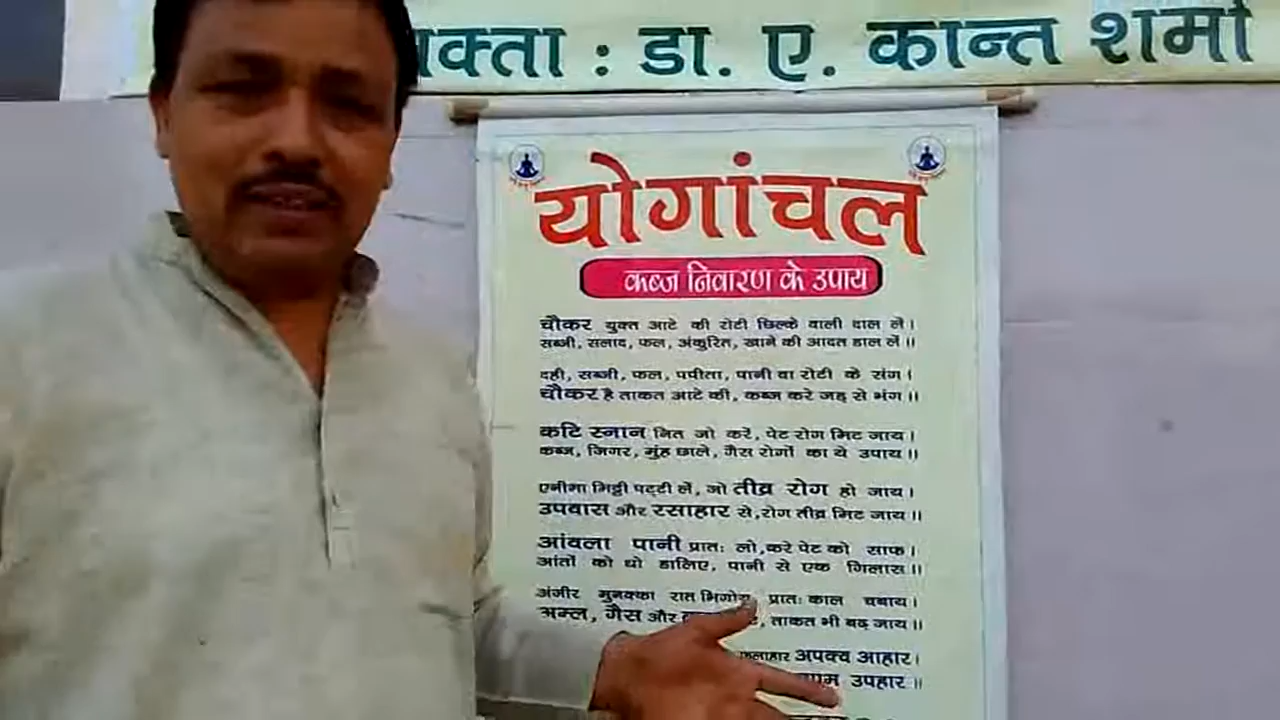 क्ता : डा. ए. कान्त शर्मा
योगांचल
कब्ज निवारण के उपाय
चौकर युक्त आटे की रोटी छिल्के वाली दाल लें।
सब्जी, सलाद, फल, अंकुरित, खाने की आदत डाल लें॥
दही, सब्जी, फल, पपीता, पानी वा रोटी के संग।
चौकर है ताकत आटे की, कब्ज करे जड़ से भंग॥
कटि स्नान नित जो करें, पेट रोग मिट जाय।
कब्ज, जिगर, मुंह छाले, गैस रोगों का ये उपाय॥
एनीमा मिट्टी पट्टी लें, जो तीव्र रोग हो जाय।
उपवास और रसाहार से, रोग तीव्र मिट जाय॥
आंवला पानी प्रातः लो, करे पेट को साफ।
आंतों को धो डालिए, पानी से एक गिलास॥
अंजीर मुनक्का रात भिगोय, प्रातः काल चबाय।
अम्ल, गैस और ताकत भी बढ़ जाय॥
अपक्व आहार।
उपहार॥